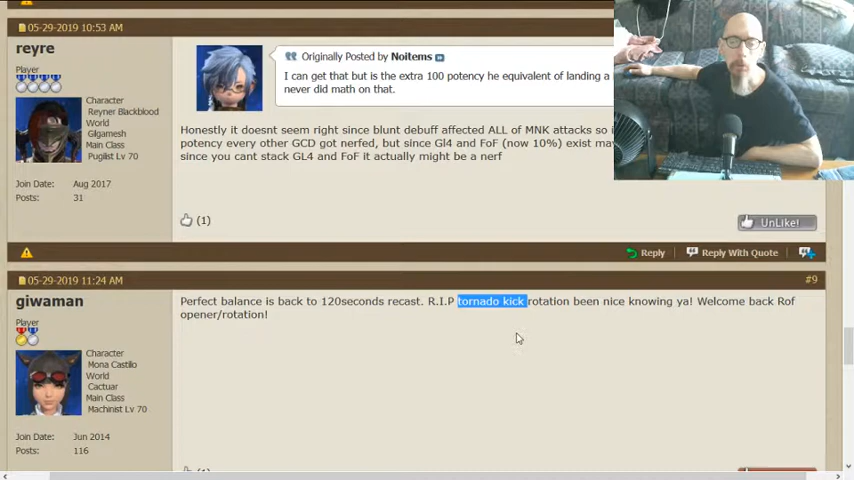 05-29-2019 10:53 AM
reyre
Player
Character
Reyner Blackblood
World
Gilgamesh
Main Class
Pugilist Lv 70
Join Date: Aug 2017
Posts: 31
Originally Posted by Noitems
I can get that but is the extra 100 potency he equivalent of landing a
never did math on that.
Honestly it doesnt seem right since blunt debuff affected ALL of MNK attacks so
potency every other GCD got nerfed, but since Gl4 and FoF (now 10%) exist
since you cant stack GL4 and FoF it actually might be a nerf
(1)
UnLike!
Reply
Reply With Quote
05-29-2019 11:24 AM
#9
giwaman
Player
Character
Mona Castilo
World
Cactuar
Main Class
Machinist Lv 70
Join Date: Jun 2014
Posts: 116
Perfect balance is back to 120seconds recast. R.I.P tornado kick rotation been nice knowing ya! Welcome back Rof
opener/rotation!